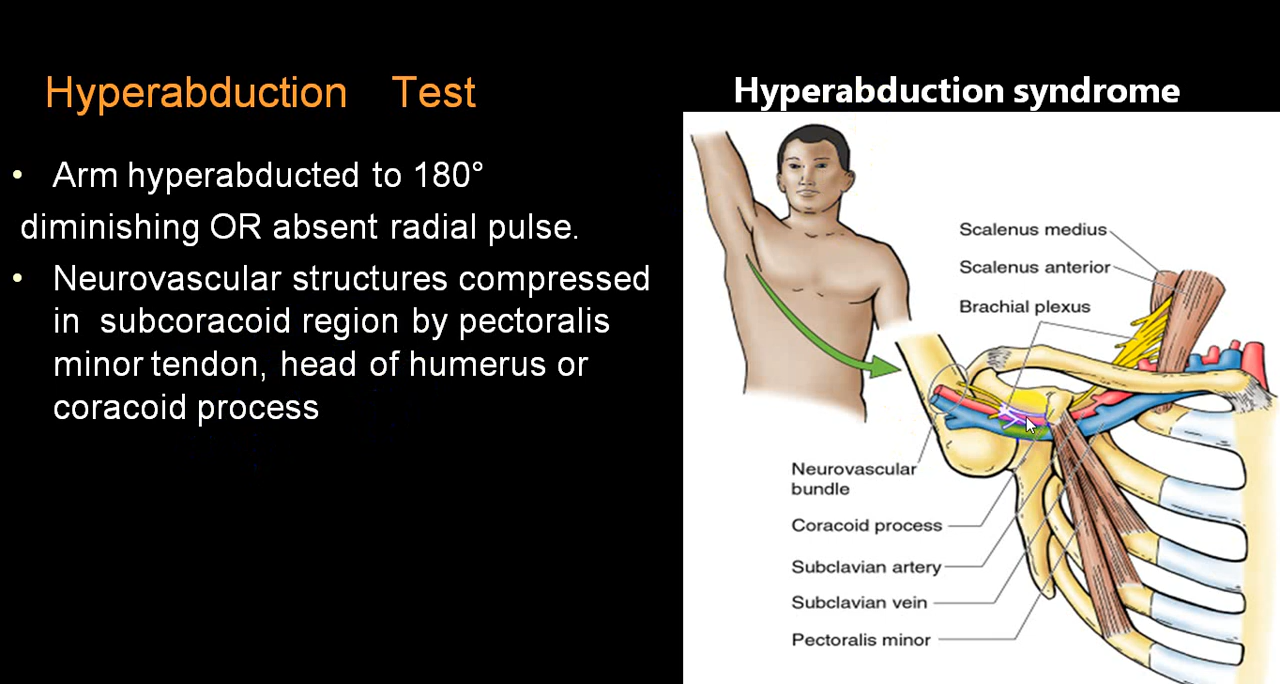 Hyperabduction Test
• Arm hyperabducted to 180°
diminishing OR absent radial pulse.
• Neurovascular structures compressed
in subcoracoid region by pectoralis
minor tendon, head of humerus or
coracoid process
Hyperabduction syndrome
Scalenus medius
Scalenus anterior
Brachial plexus
Neurovascular
bundle
Coracoid process
Subclavian artery
Subclavian vein
Pectoralis minor